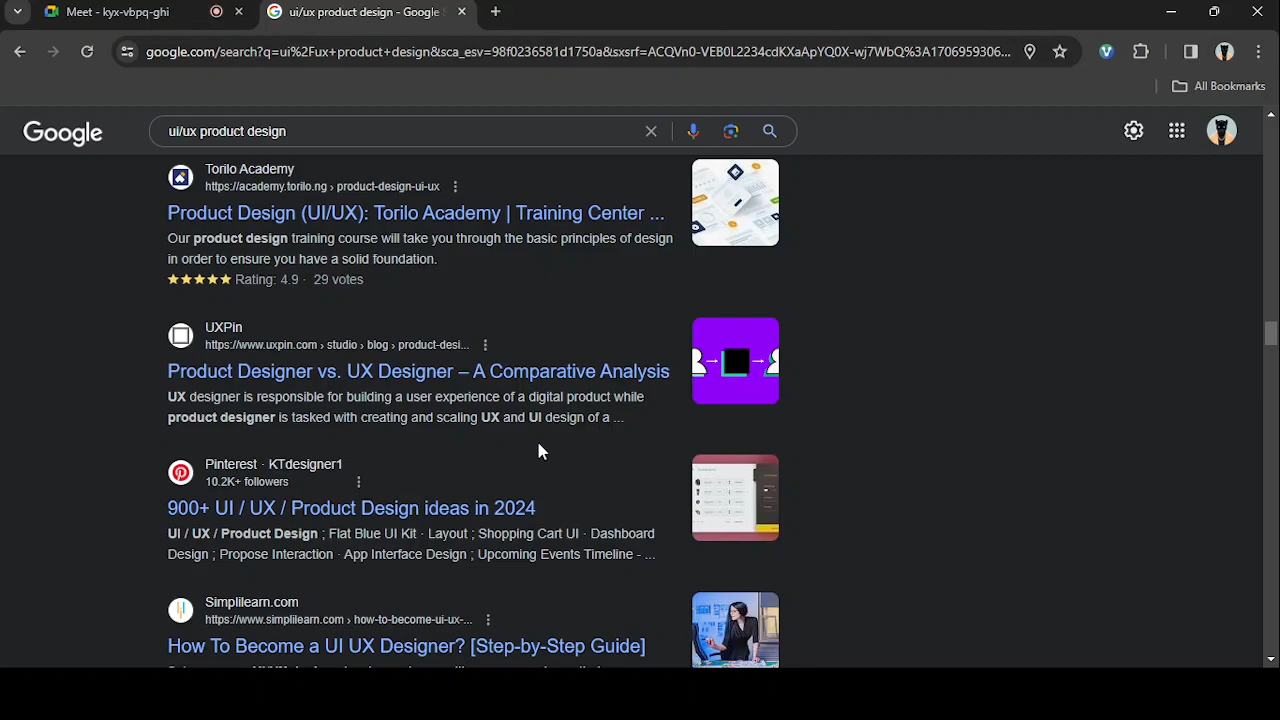 Meet - kyx-vbpq-ghi
ui/ux product design - Google
google.com/search?q=ui%2Fux+product+design&sca_esv=98f0236581d1750a&sxsrf=ACQVn0-VEB0L2234cdKXaApYQ0X-wj7WbQ%3A1706959306...
All Bookmarks
Google
ui/ux product design
Torilo Academy
https://academy.torilo.ng › product-design-ui-ux
Product Design (UI/UX): Torilo Academy | Training Center ...
Our product design training course will take you through the basic principles of design
in order to ensure you have a solid foundation.
Rating: 4.9 · 29 votes
UXPin
https://www.uxpin.com › studio › blog › product-desi...
Product Designer vs. UX Designer – A Comparative Analysis
UX designer is responsible for building a user experience of a digital product while
product designer is tasked with creating and scaling UX and UI design of a ...
Pinterest · KTdesigner1
10.2K+ followers
900+ UI / UX / Product Design ideas in 2024
UI / UX / Product Design ; Flat Blue UI Kit · Layout ; Shopping Cart UI · Dashboard
Design ; Propose Interaction · App Interface Design ; Upcoming Events Timeline - ...
Simplilearn.com
https://www.simplilearn.com › how-to-become-ui-ux-...
How To Become a UI UX Designer? [Step-by-Step Guide]